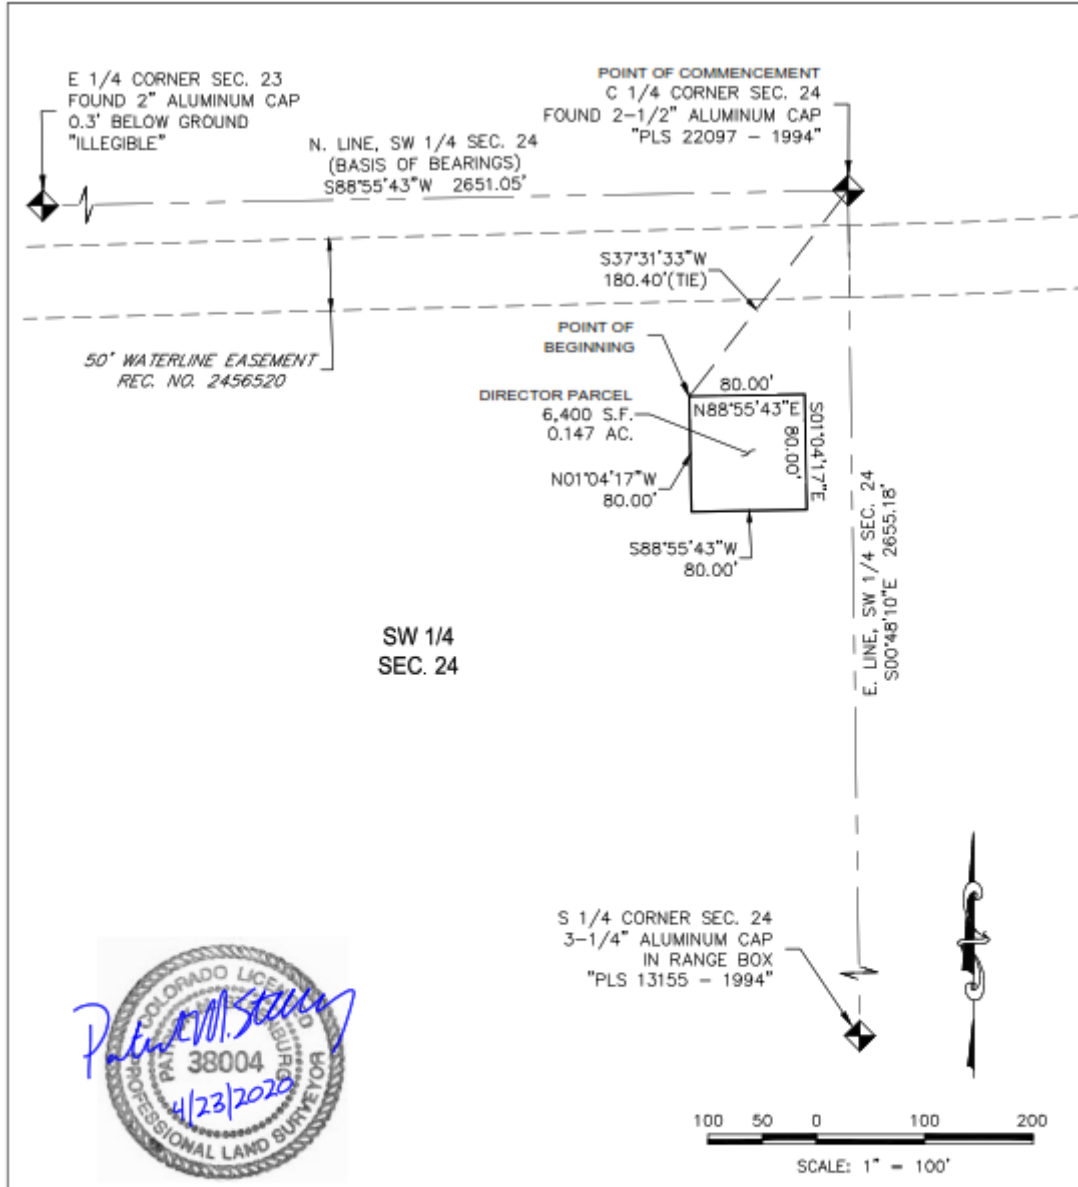 E 1/4 CORNER SEC. 23
FOUND 2" ALUMINUM CAP
0.3' BELOW GROUND
"ILLEGIBLE"
N. LINE, SW 1/4 SEC. 24
(BASIS OF BEARINGS)
S88°55'43"W 2651.05'
POINT OF COMMENCEMENT
C 1/4 CORNER SEC. 24
FOUND 2-1/2" ALUMINUM CAP
"PLS 22097 - 1994"
S37°31'33"W
180.40'(TIE)
50' WATERLINE EASEMENT
REC. NO. 2456520
POINT OF
BEGINNING
DIRECTOR PARCEL
6,400 S.F.
0.147 AC.
80.00'
N88°55'43"E
S01°04'17"E
80.00'
N01°04'17"W
80.00'
S88°55'43"W
80.00'
E. LINE, SW 1/4 SEC. 24
S00°48'10"E 2655.18'
SW 1/4
SEC. 24
S 1/4 CORNER SEC. 24
3-1/4" ALUMINUM CAP
IN RANGE BOX
"PLS 13155 - 1994"
COLORADO LICENSED
38004
4/23/2020
PROFESSIONAL LAND SURVEYOR
100 50 0 100 200
SCALE: 1" = 100'